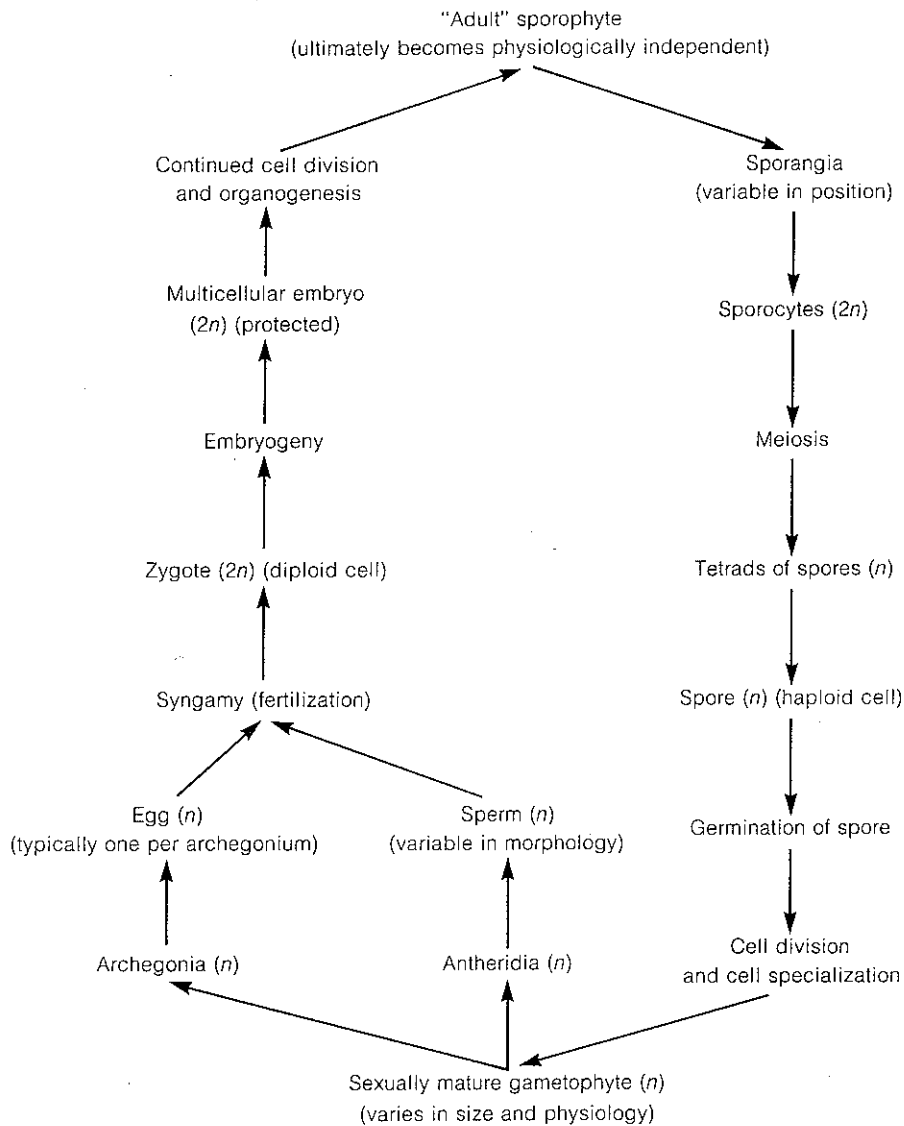 "Adult" sporophyte
(ultimately becomes physiologically independent)
Continued cell division
and organogenesis
Sporangia
(variable in position)
Multicellular embryo
(2n) (protected)
Sporocytes (2n)
Embryogeny
Meiosis
Zygote (2n) (diploid cell)
Tetrads of spores (n)
Syngamy (fertilization)
Spore (n) (haploid cell)
Egg (n)
(typically one per archegonium)
Sperm (n)
(variable in morphology)
Germination of spore
Archegonia (n)
Antheridia (n)
Cell division
and cell specialization
Sexually mature gametophyte (n)
(varies in size and physiology)